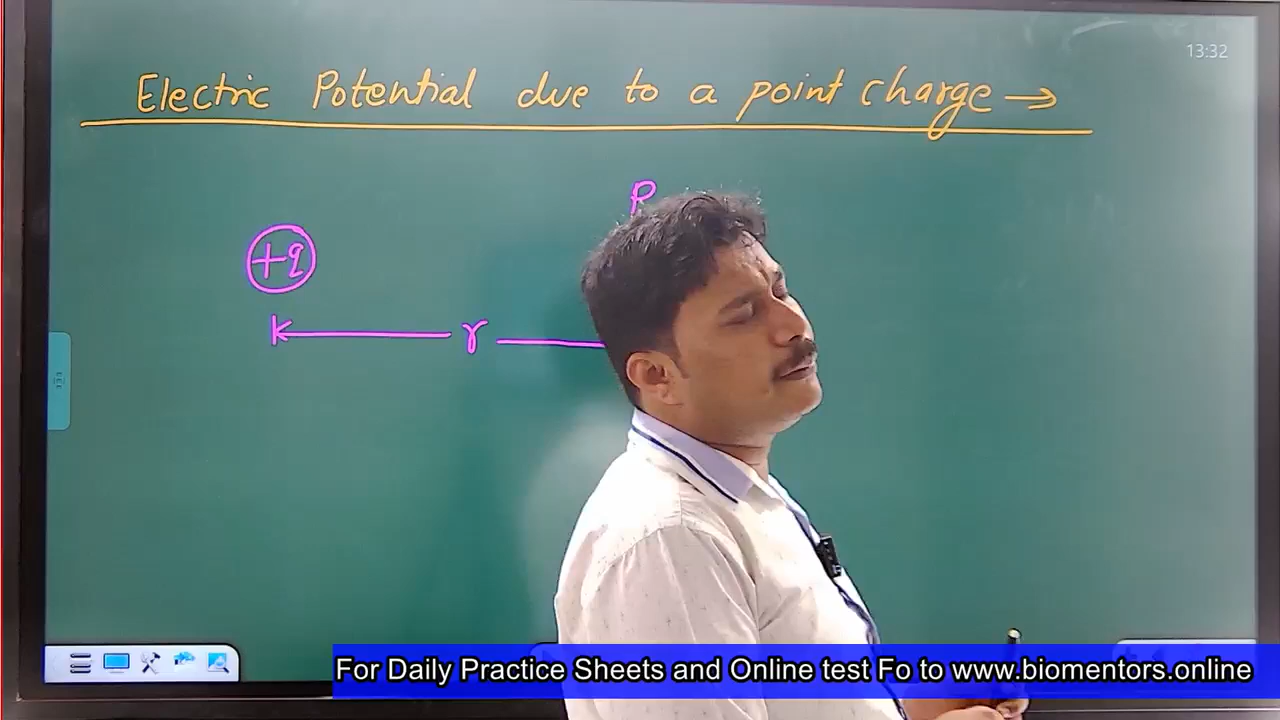 13:32
Electric Potential due to a point charge →
P
+q
r
For Daily Practice Sheets and Online test Fo to www.biomentors.online